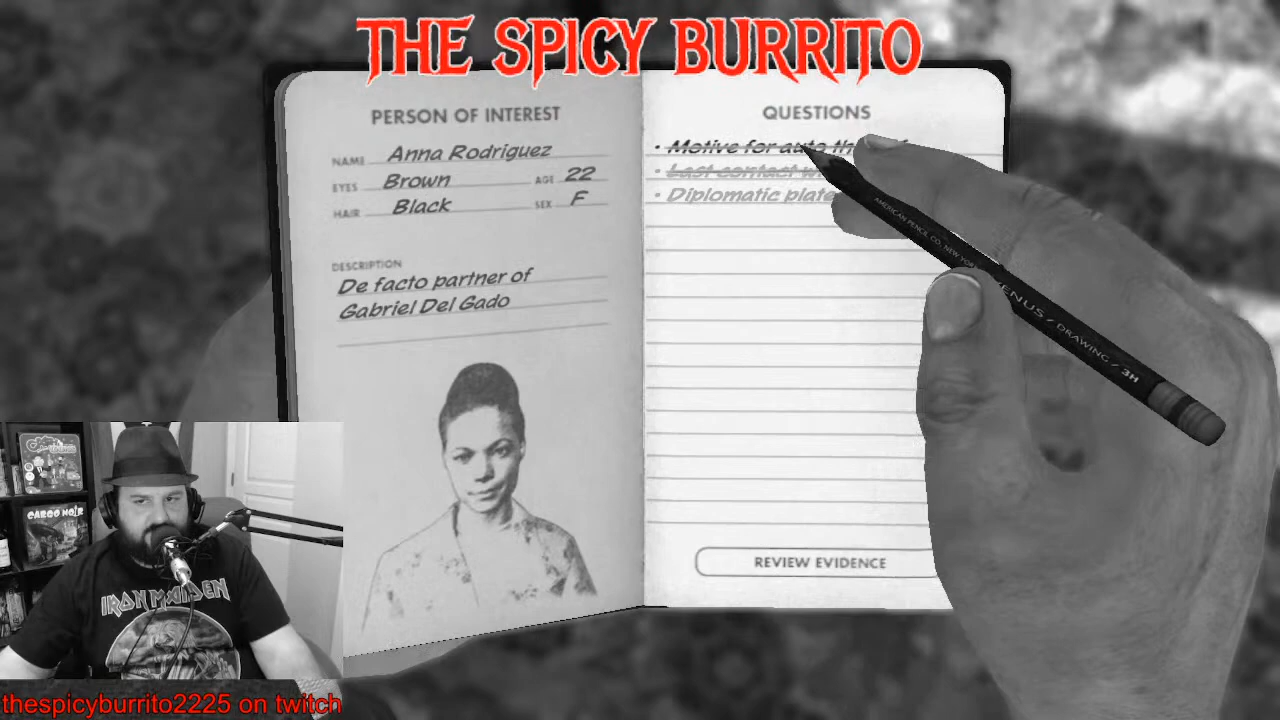 THE SPICY BURRITO
PERSON OF INTEREST
NAME Anna Rodriguez
EYES Brown AGE 22
HAIR Black SEX F
DESCRIPTION
De facto partner of
Gabriel Del Gado
QUESTIONS
• Motive for auto
• Last contact
• Diplomatic plate
REVIEW EVIDENCE
AMERICAN PENCIL CO. NEW YORK
VENUS / DRAWING / 3H
CARGO NOIR
IRON MAIDEN
thespicyburrito2225 on twitch